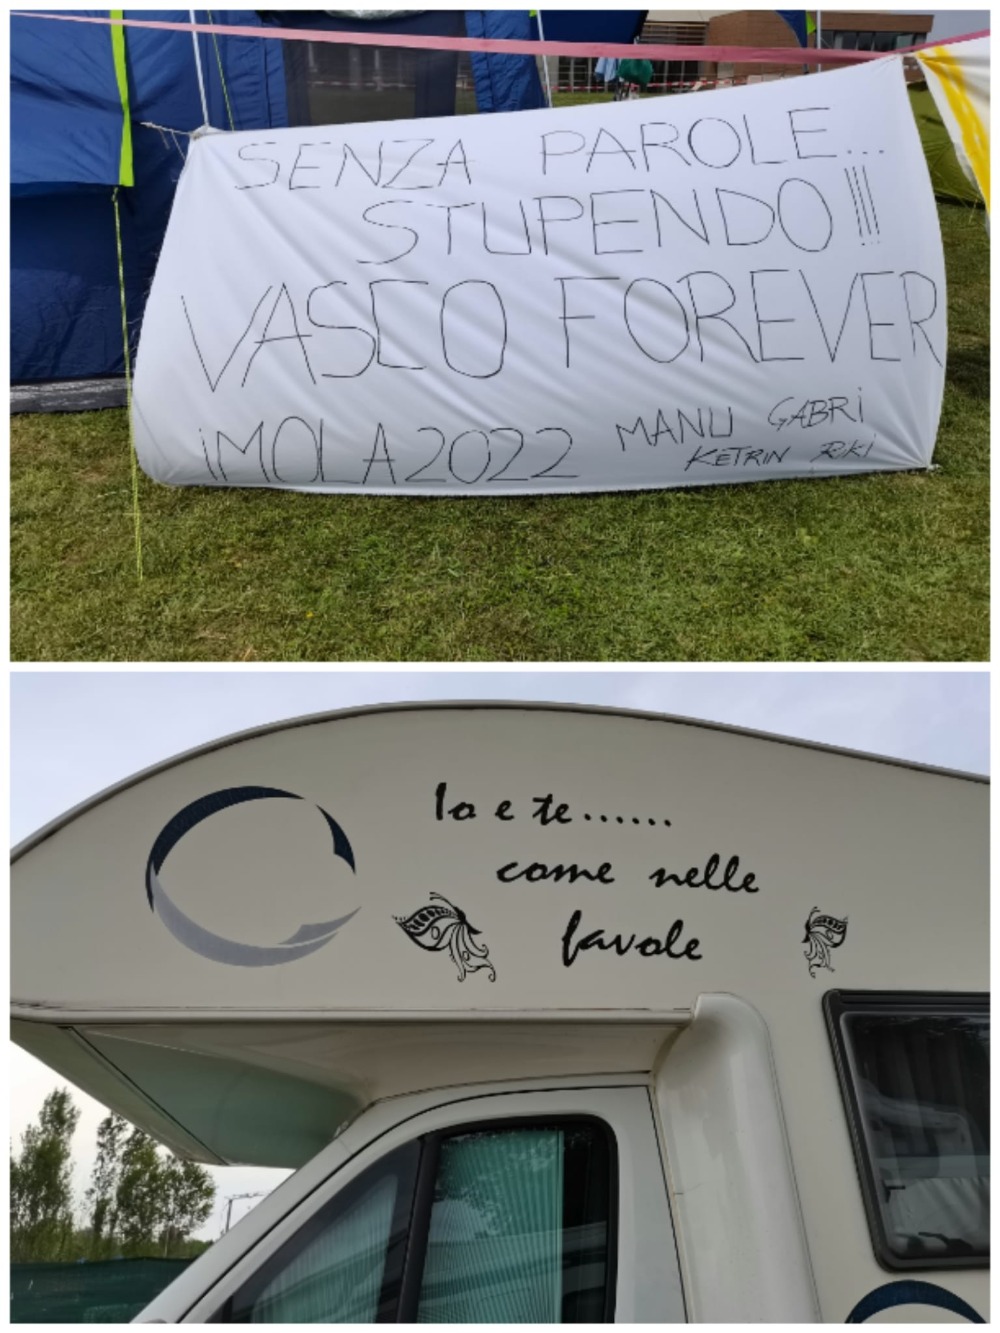 SENZA PAROLE...
STUPENDO!!!
VASCO FOREVER
iMOLA 2022 MANU GABRi
KETRIN RiKi
Io e te......
come nelle
favole